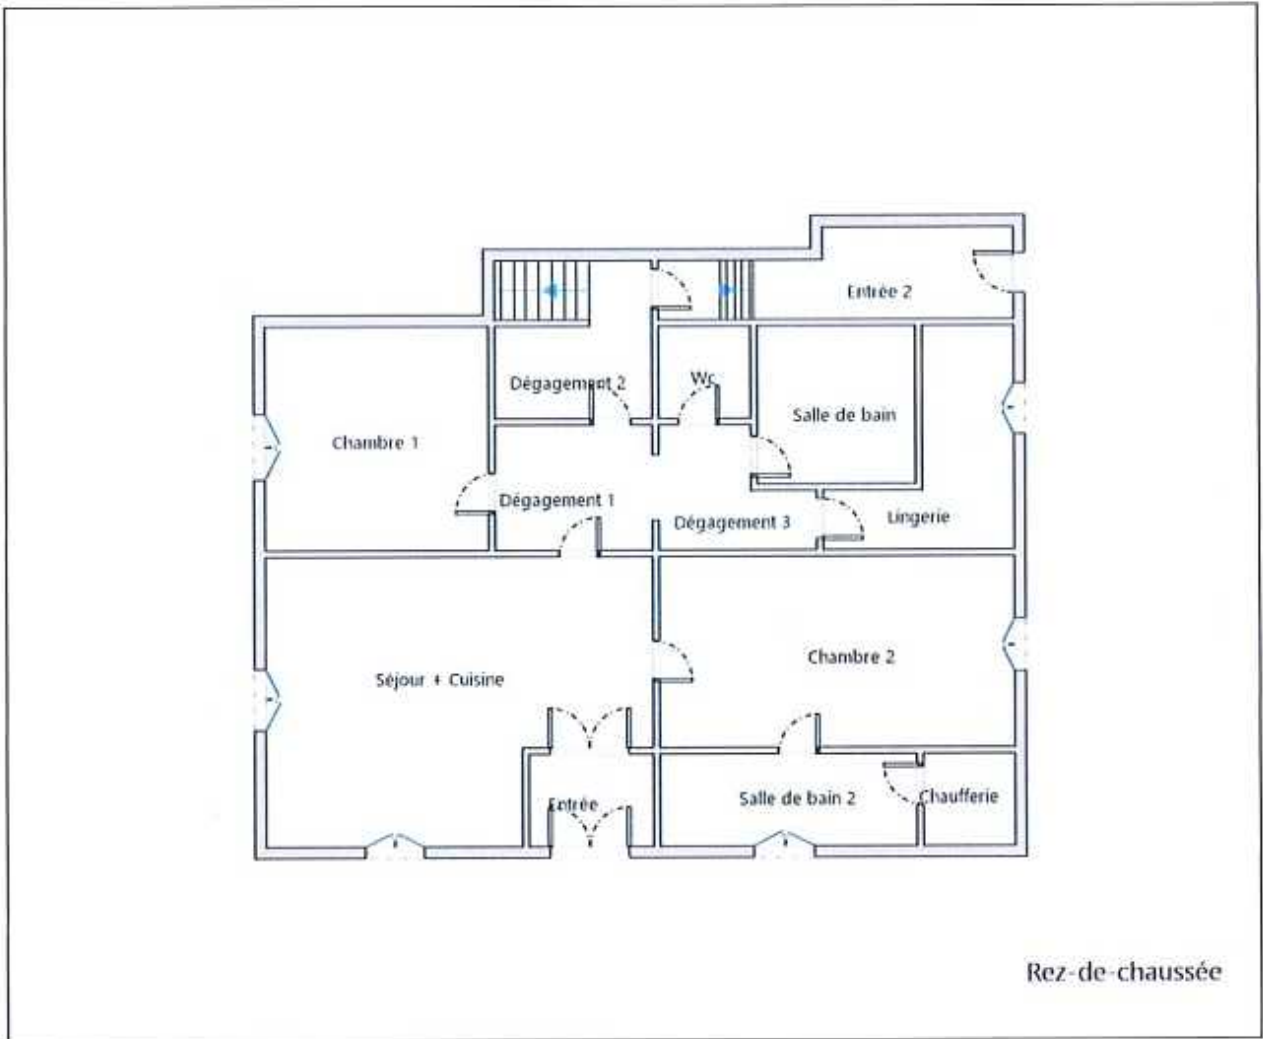 Entrée 2
Dégagement 2
Wc
Salle de bain
Chambre 1
Dégagement 1
Dégagement 3
Lingerie
Séjour + Cuisine
Chambre 2
Entrée
Salle de bain 2
Chaufferie
Rez-de-chaussée